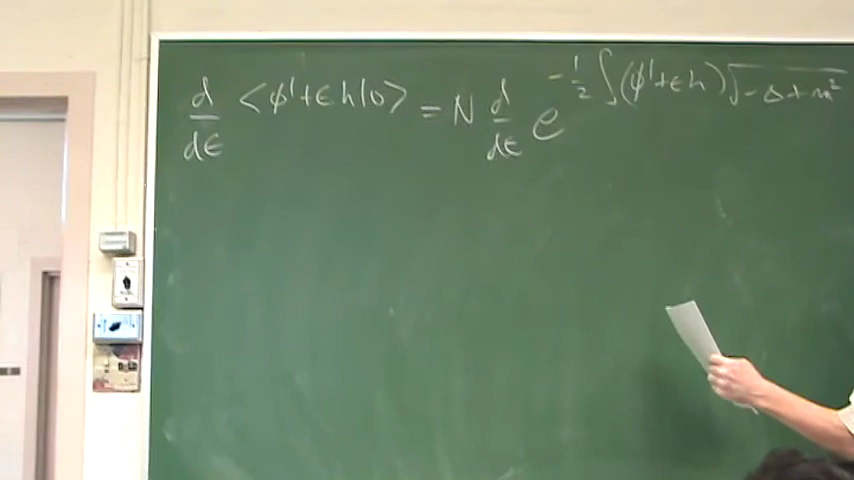 d/dϵ <ϕ'+ϵh|0> = N d/dϵ e^{-1/2 ∫(ϕ'+ϵh)√(-Δ+m²)}